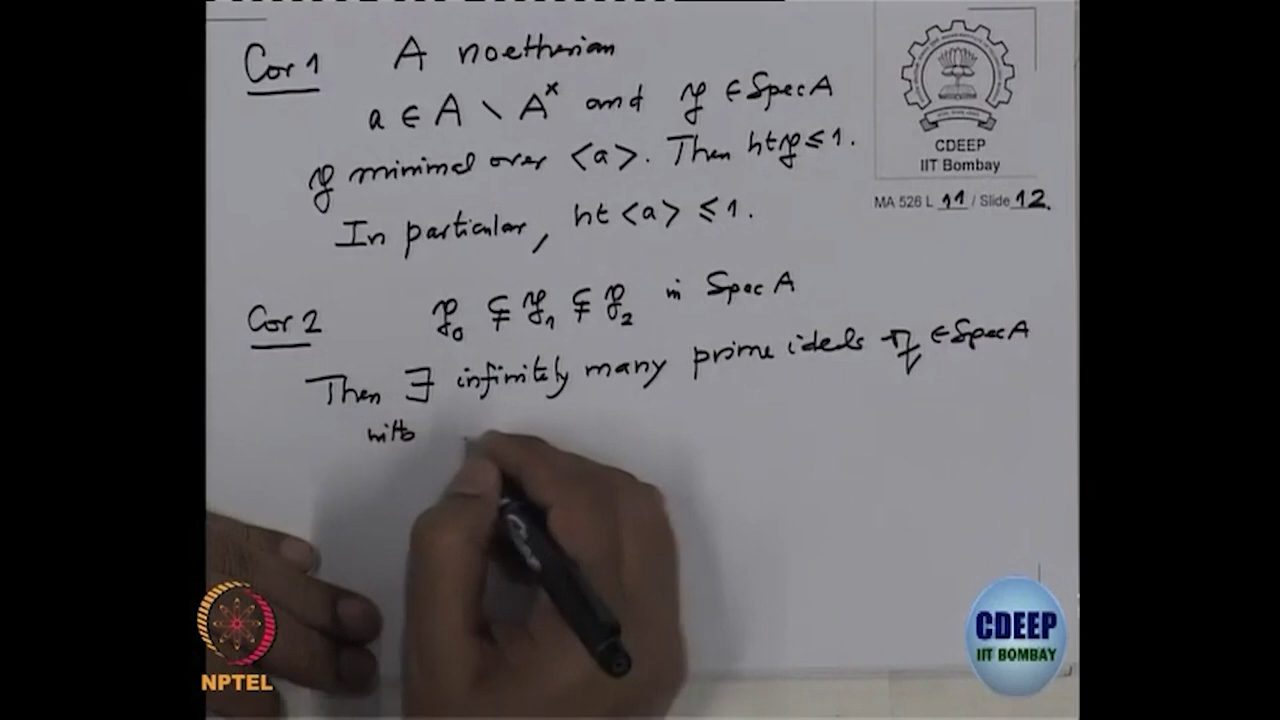 Cor 1 A noetherian
a ∈ A \ A^× and 𝔭 ∈ Spec A
𝔭 minimal over <a>. Then ht 𝔭 ≤ 1.
In particular, ht <a> ≤ 1.
Cor 2 𝔭₀ ⊊ 𝔭₁ ⊊ 𝔭₂ in Spec A
Then ∃ infinitely many prime ideals 𝔮 ∈ Spec A
with
CDEEP
IIT Bombay
MA 526 L 11 / Slide 12.
NPTEL
CDEEP
IIT BOMBAY